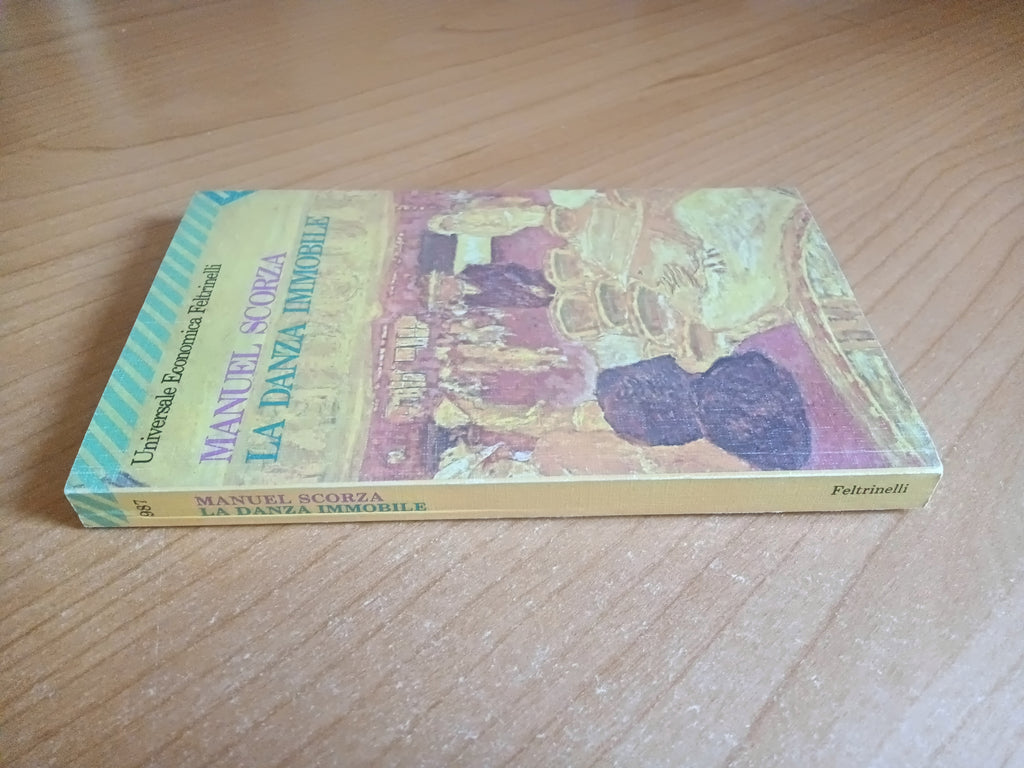 Universale Economica Feltrinelli
MANUEL SCORZA
LA DANZA IMMOBILE
987
MANUEL SCORZA
LA DANZA IMMOBILE
Feltrinelli